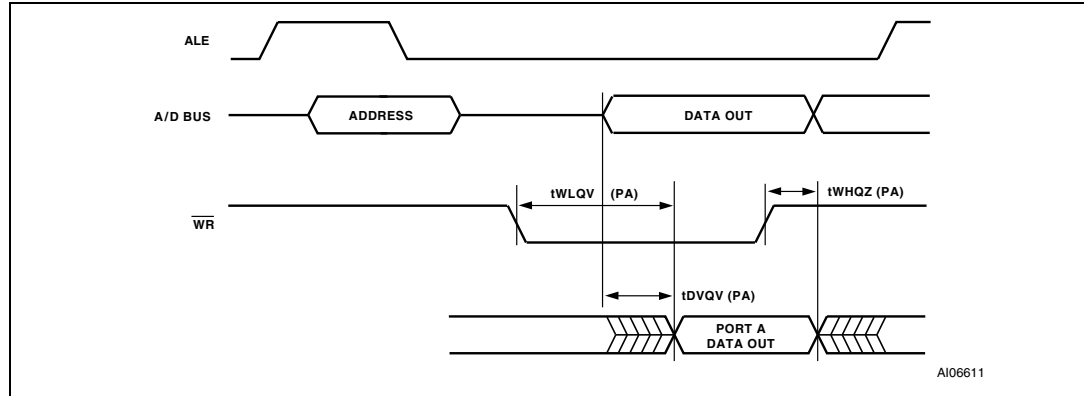 ALE
A/D BUS
ADDRESS
DATA OUT
tWLQV (PA)
tWHQZ (PA)
WR
tDVQV (PA)
PORT A
DATA OUT
AI06611